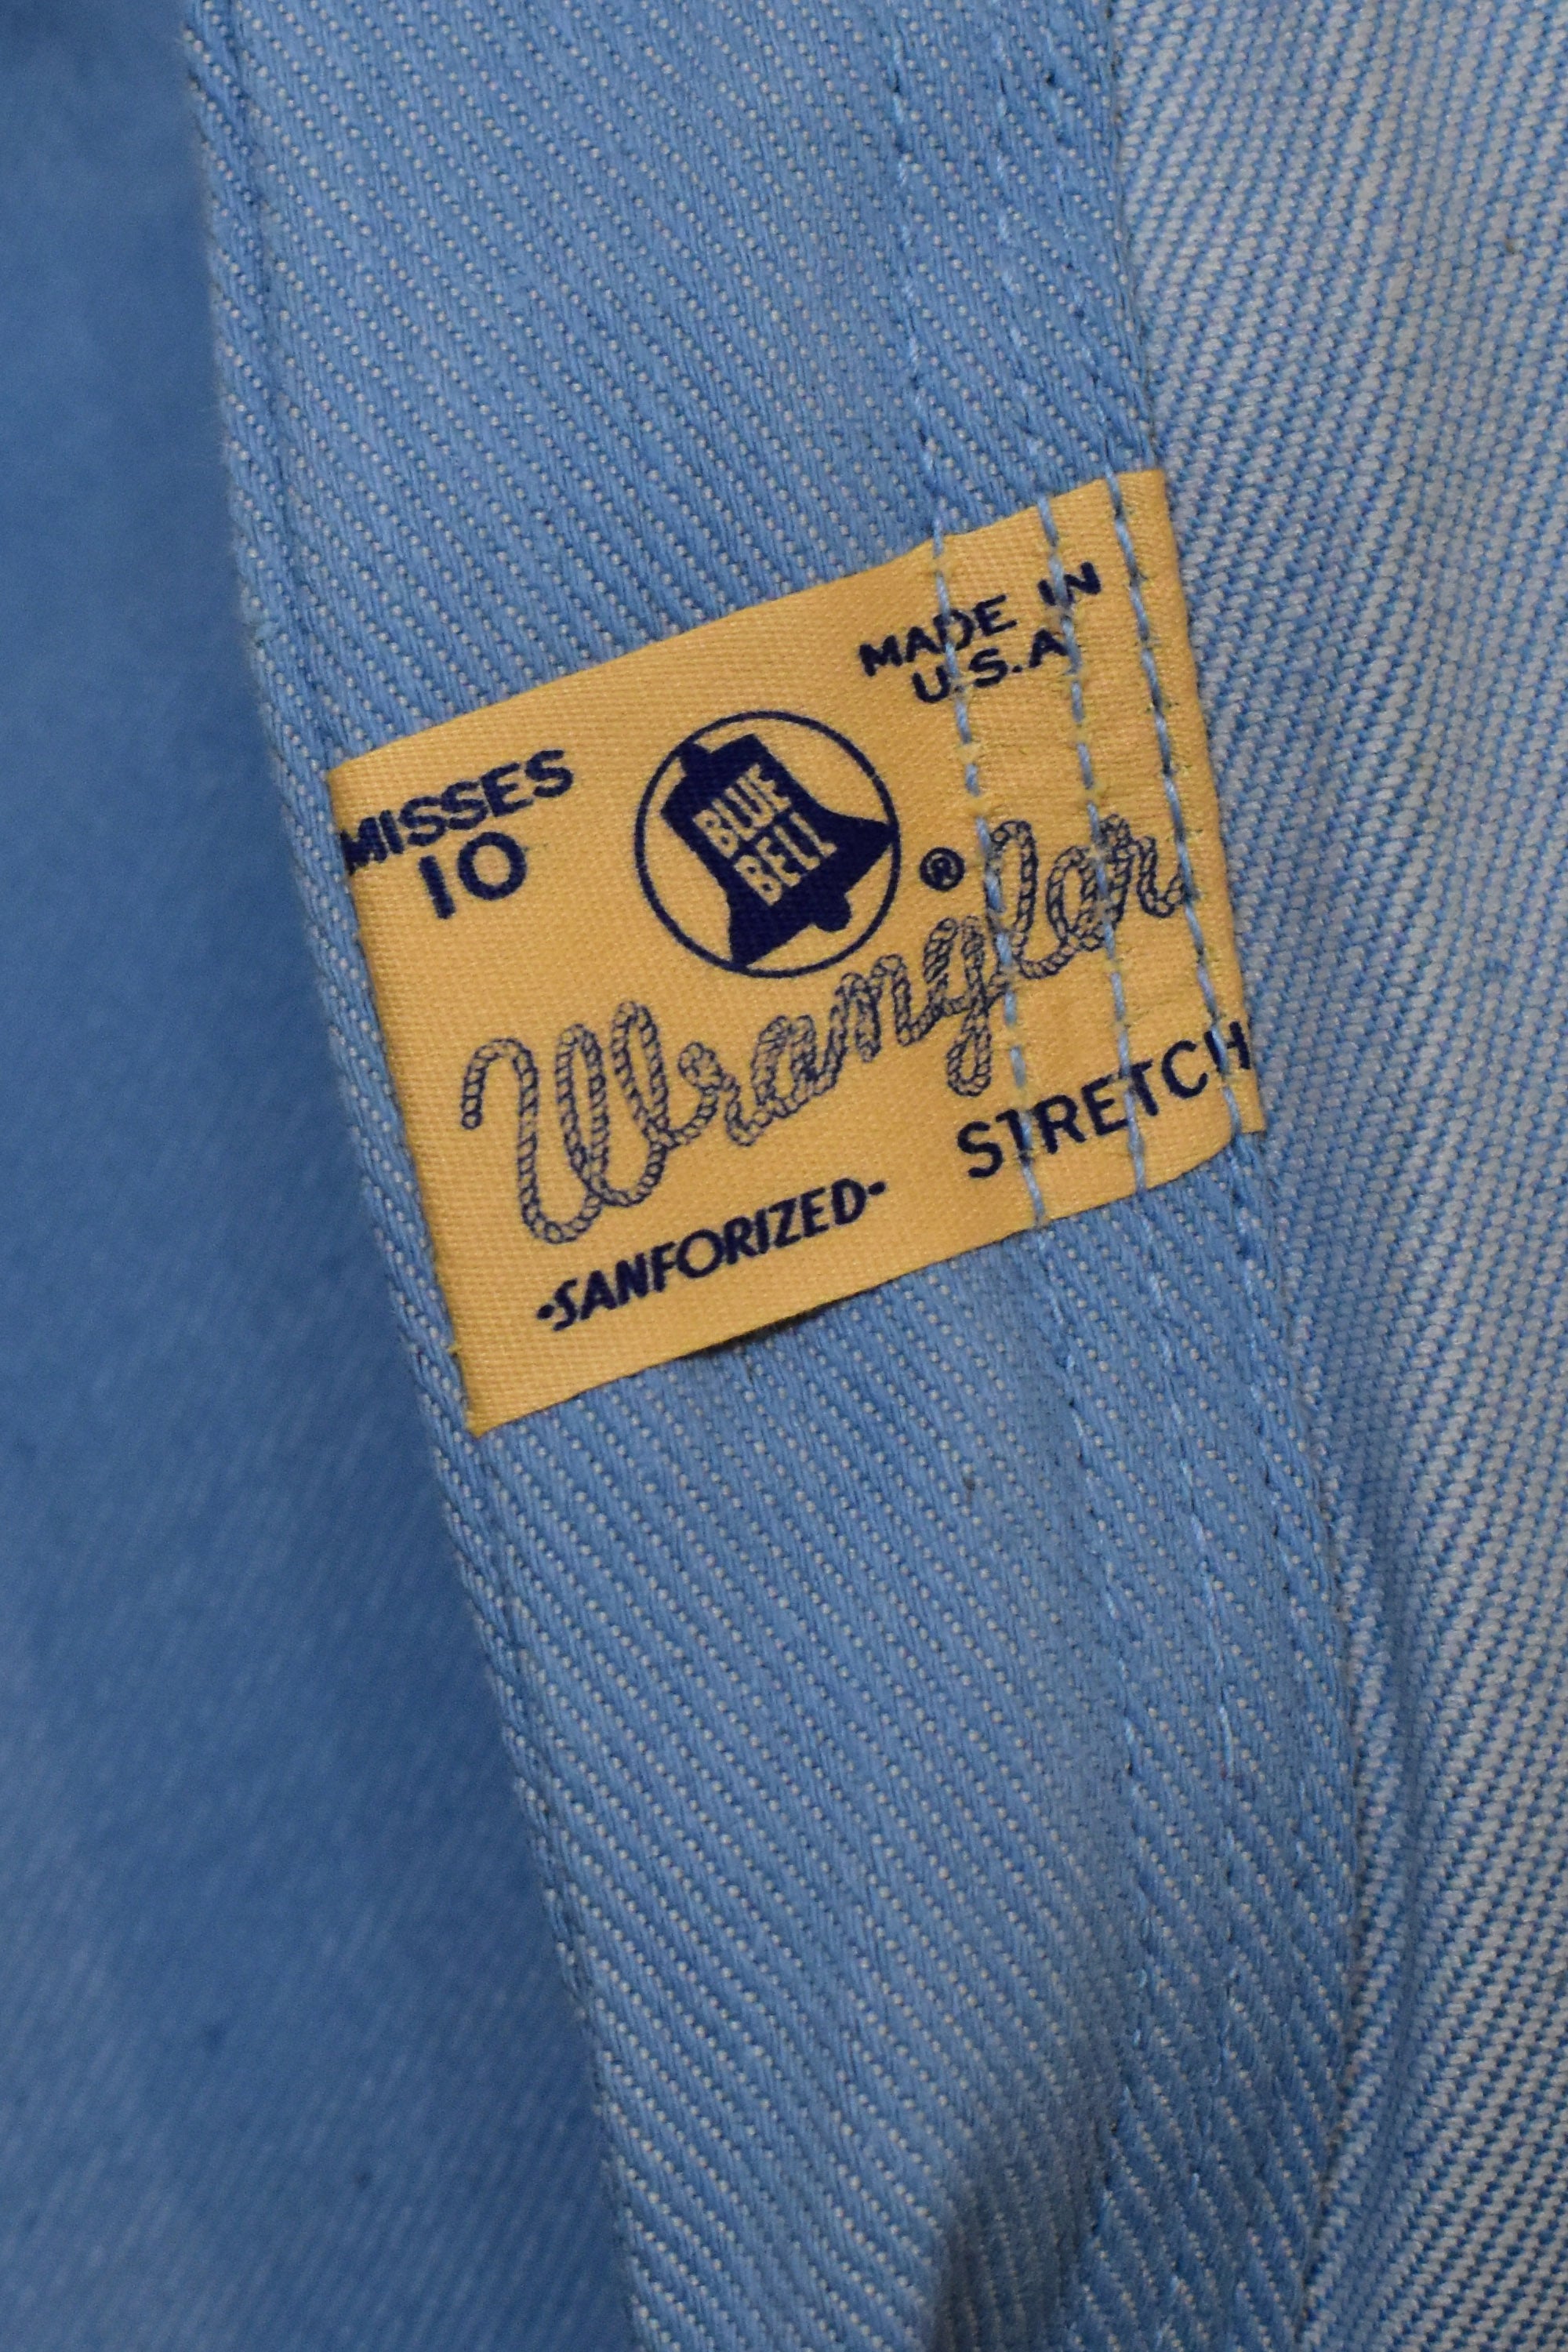 MADE IN
U.S.A
MISSES
10
BLUE
BELL
®
Wrangler
STRETCH
·SANFORIZED·